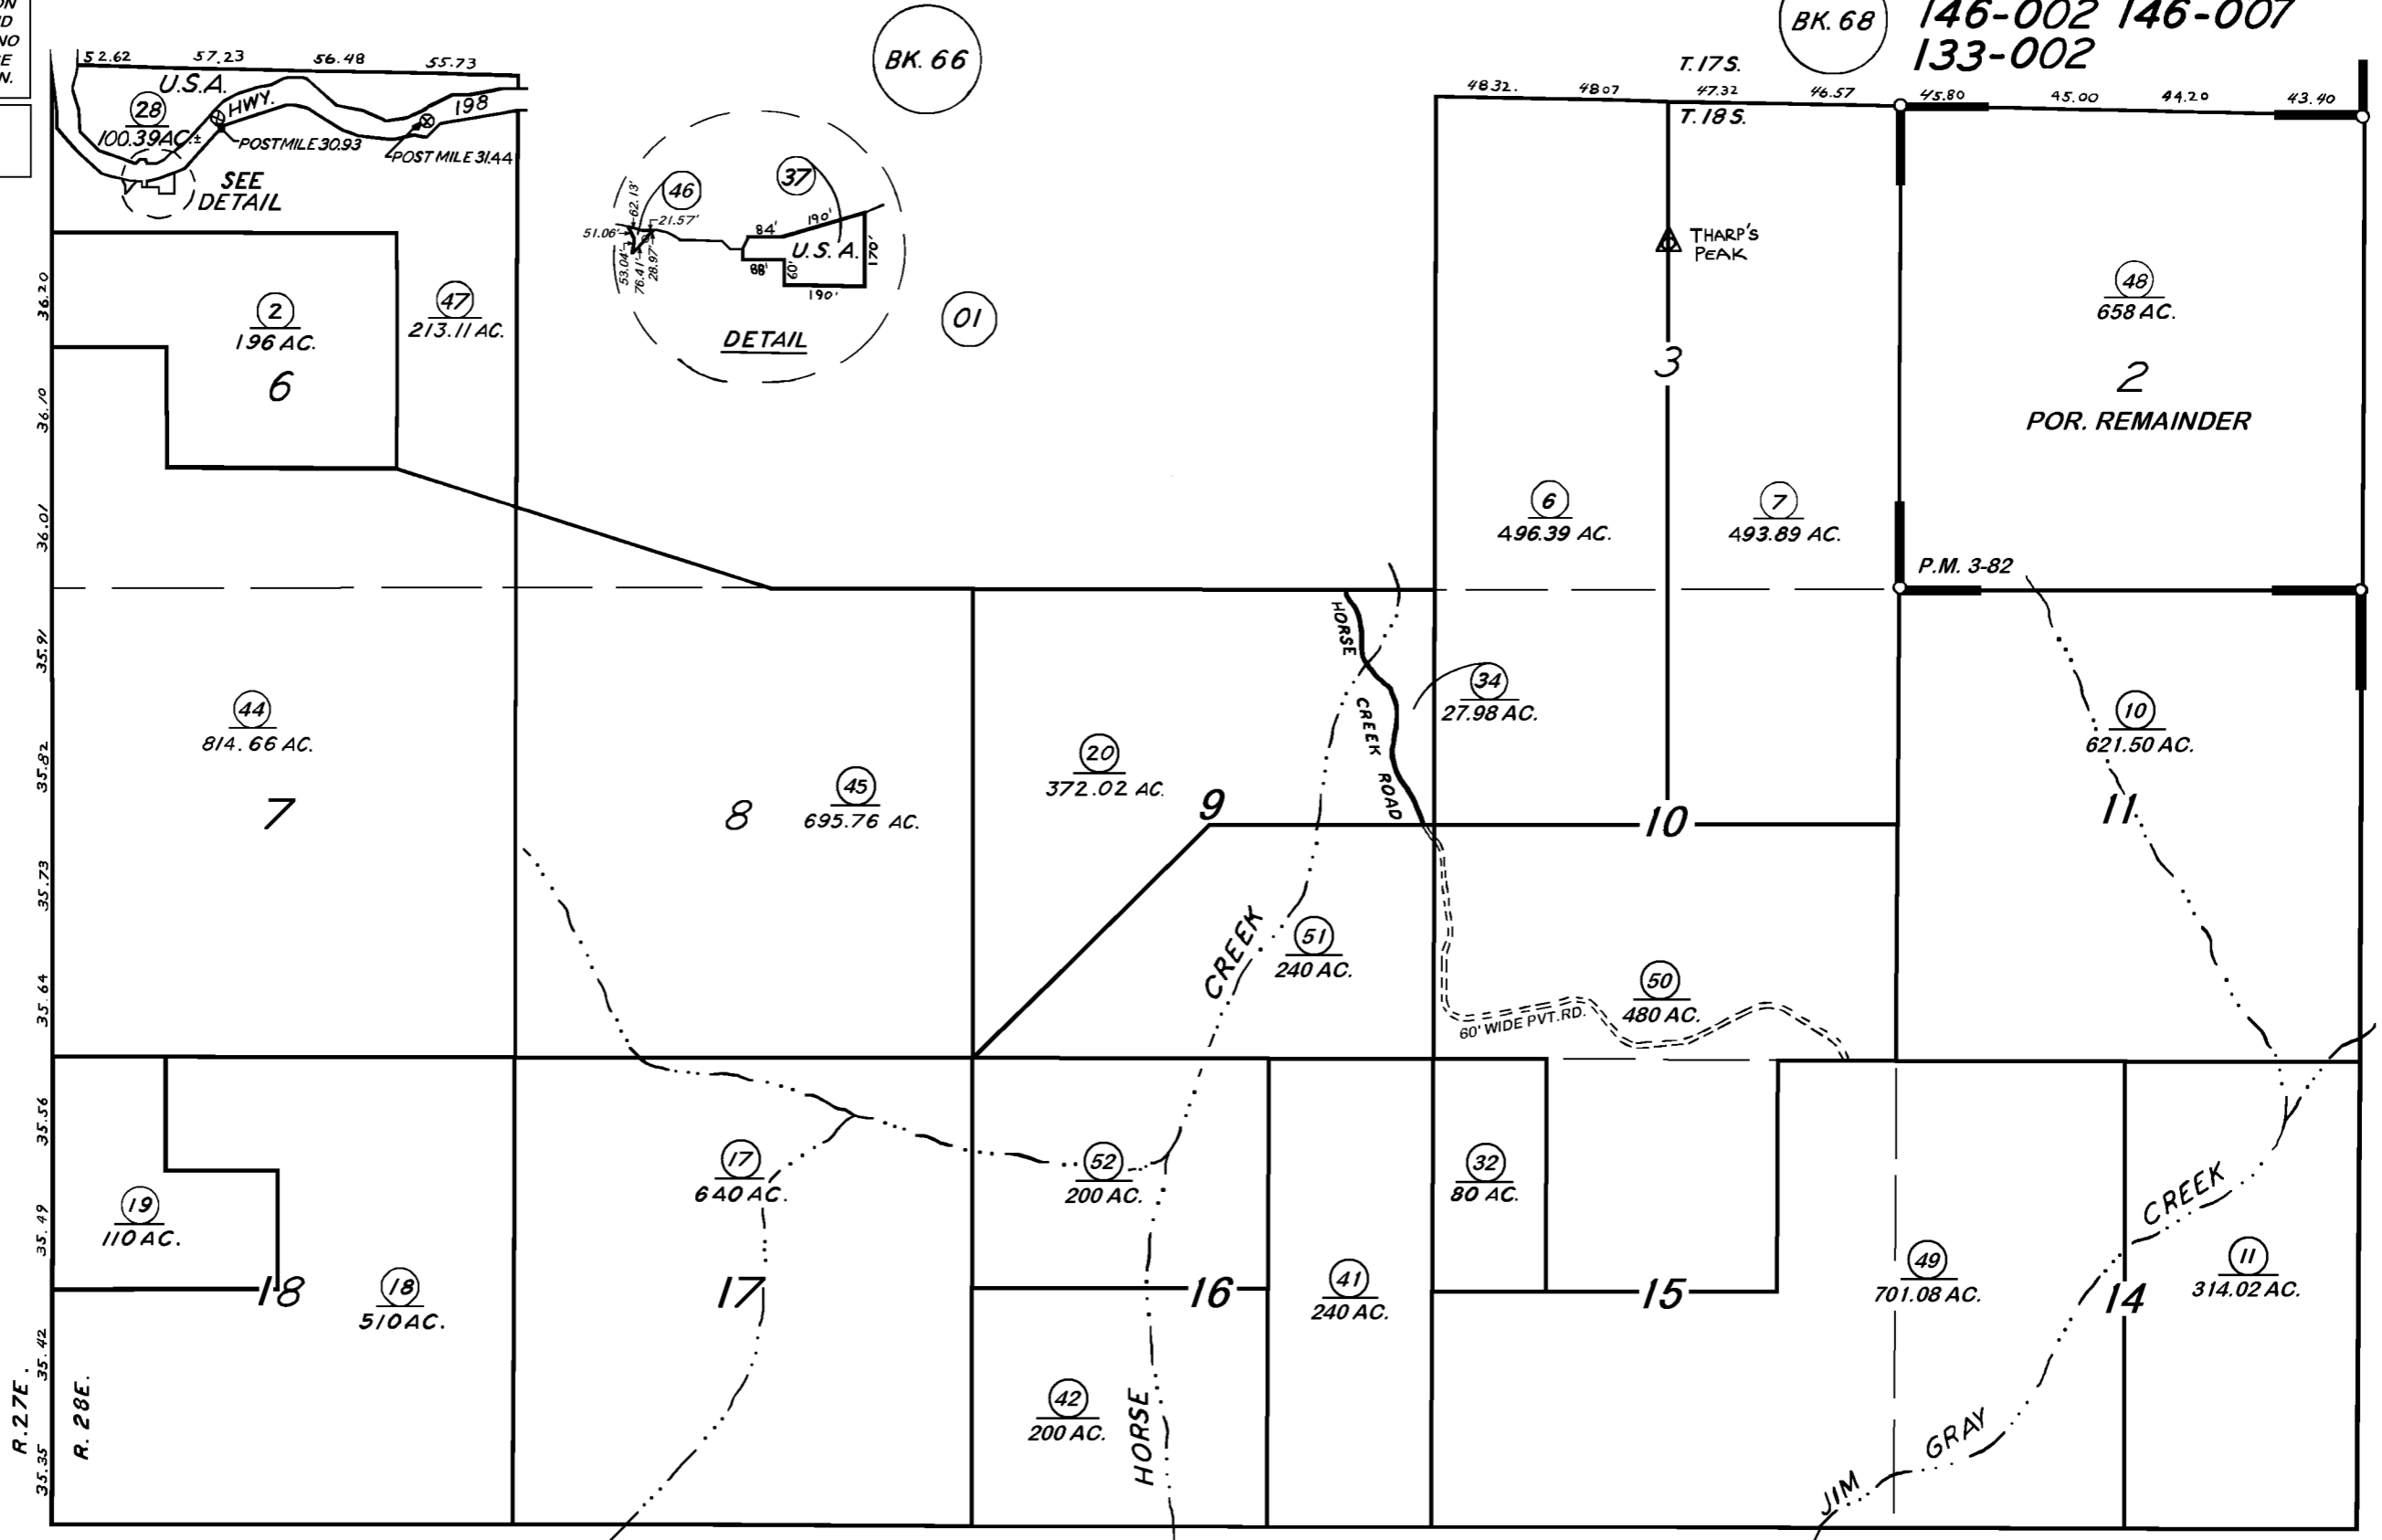 ON
ND
NO
SE
N.
BK. 66
BK. 68
146-002 146-007
133-002
52.62 57.23 56.48 55.73
U.S.A.
28
100.39AC.±
HWY. 198
POSTMILE 30.93
POST MILE 31.44
SEE
DETAIL
T. 17 S.
T. 18 S.
4832. 4807 47.32 46.57 45.80 45.00 44.20 43.40
46
37
62.13'
21.57'
51.06'
53.04'
76.41'
28.97'
84'
190'
U.S.A.
170'
88'
60'
190'
DETAIL
01
THARP'S
PEAK
2
196 AC.
6
47
213.11 AC.
3
48
658 AC.
2
POR. REMAINDER
6
496.39 AC.
7
493.89 AC.
P.M. 3-82
36.20
36.10
36.01
35.91
35.82
35.73
35.64
35.56
35.49
35.42
35.35
44
814.66 AC.
7
8
45
695.76 AC.
20
372.02 AC.
9
HORSE CREEK ROAD
34
27.98 AC.
10
10
621.50 AC.
11
CREEK
51
240 AC.
50
480 AC.
60' WIDE PVT. RD.
19
110 AC.
18
18
510 AC.
17
640 AC.
17
52
200 AC.
16
42
200 AC.
HORSE
41
240 AC.
32
80 AC.
15
49
701.08 AC.
14
CREEK
11
314.02 AC.
JIM GRAY
R. 27E.
R. 28E.